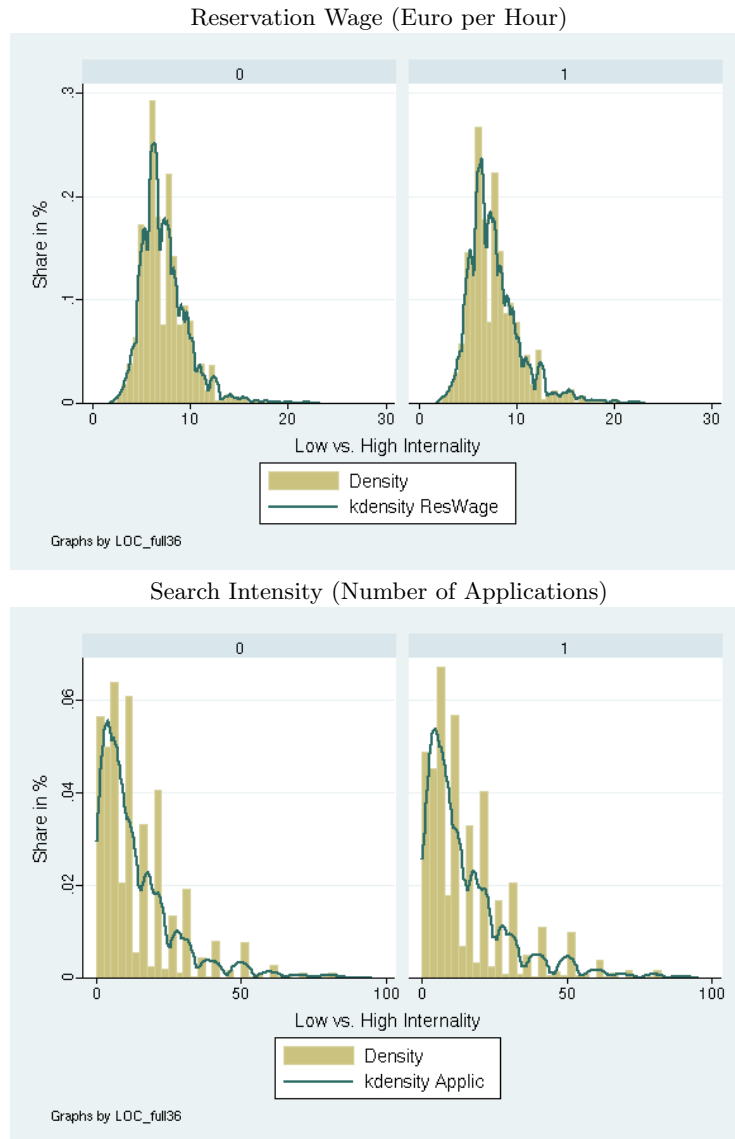 Reservation Wage (Euro per Hour)
0 1
Share in %
.3
.2
.1
0
0 10 20 30 0 10 20 30
Low vs. High Internality
Density
kdensity ResWage
Graphs by LOC_full36
Search Intensity (Number of Applications)
0 1
Share in %
.06
.04
.02
0
0 50 100 0 50 100
Low vs. High Internality
Density
kdensity Applic
Graphs by LOC_full36